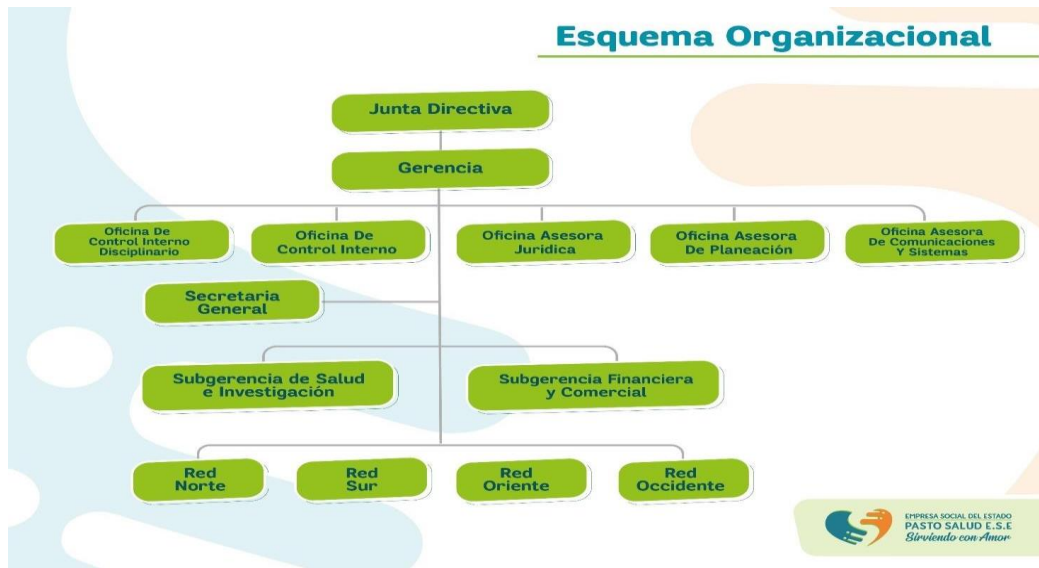 Esquema Organizacional
Junta Directiva
Gerencia
Oficina De
Control Interno
Disciplinario
Oficina De
Control Interno
Oficina Asesora
Juridica
Oficina Asesora
De Planeación
Oficina Asesora
De Comunicaciones
Y Sistemas
Secretaria
General
Subgerencia de Salud
e Investigación
Subgerencia Financiera
y Comercial
Red
Norte
Red
Sur
Red
Oriente
Red
Occidente
EMPRESA SOCIAL DEL ESTADO
PASTO SALUD E.S.E
Sirviendo con Amor